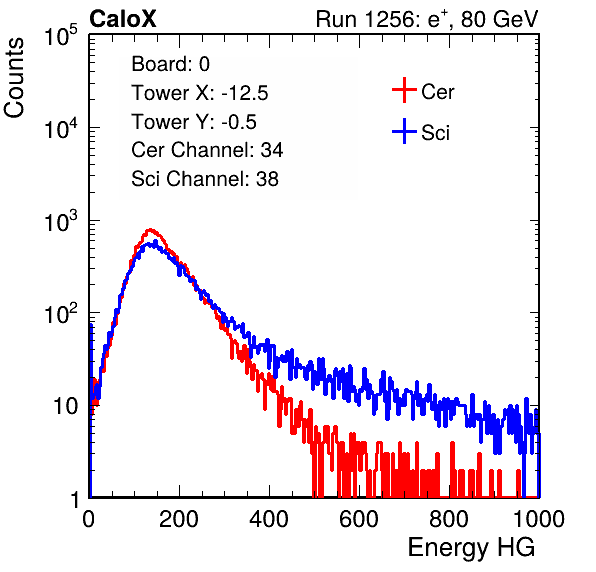 CaloX
Run 1256: e+, 80 GeV
Counts
10^5
10^4
10^3
10^2
10
1
Board: 0
Tower X: -12.5
Tower Y: -0.5
Cer Channel: 34
Sci Channel: 38
Cer
Sci
0 200 400 600 800 1000
Energy HG